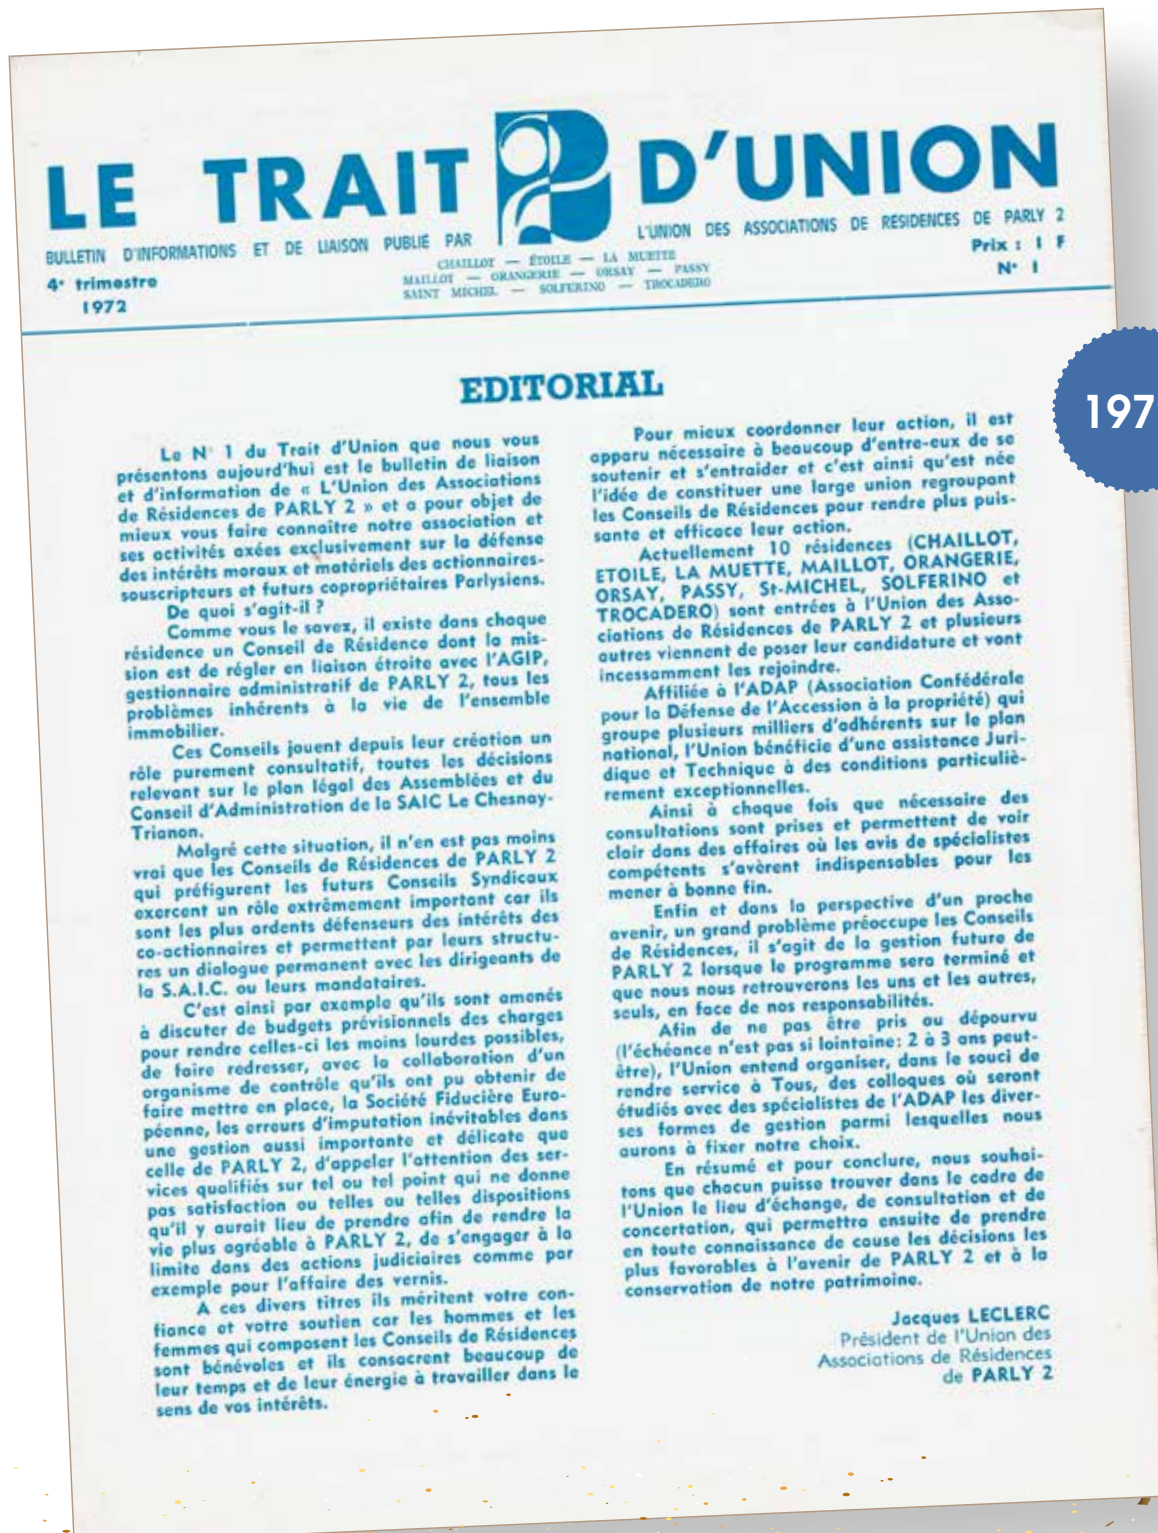 LE TRAIT 2 D'UNION
BULLETIN D'INFORMATIONS ET DE LIAISON PUBLIÉ PAR
L'UNION DES ASSOCIATIONS DE RÉSIDENCES DE PARLY 2
4e trimestre
1972
CHAILLOT — ÉTOILE — LA MUETTE
MAILLOT — ORANGERIE — ORSAY — PASSY
SAINT MICHEL — SOLFERINO — TROCADERO
Prix : 1 F
N° 1
197
EDITORIAL
Le N° 1 du Trait d'Union que nous vous
présentons aujourd'hui est le bulletin de liaison
et d'information de « L'Union des Associations
de Résidences de PARLY 2 » et a pour objet de
mieux vous faire connaître notre association et
ses activités axées exclusivement sur la défense
des intérêts moraux et matériels des actionnaires-
souscripteurs et futurs copropriétaires Parlysiens.
De quoi s'agit-il ?
Comme vous le savez, il existe dans chaque
résidence un Conseil de Résidence dont la mis-
sion est de régler en liaison étroite avec l'AGIP,
gestionnaire administratif de PARLY 2, tous les
problèmes inhérents à la vie de l'ensemble
immobilier.
Ces Conseils jouent depuis leur création un
rôle purement consultatif, toutes les décisions
relevant sur le plan légal des Assemblées et du
Conseil d'Administration de la SAIC Le Chesnay-
Trianon.
Malgré cette situation, il n'en est pas moins
vrai que les Conseils de Résidences de PARLY 2
qui préfigurent les futurs Conseils Syndicaux
exercent un rôle extrêmement important car ils
sont les plus ardents défenseurs des intérêts des
co-actionnaires et permettent par leurs structu-
res un dialogue permanent avec les dirigeants de
la S.A.I.C. ou leurs mandataires.
C'est ainsi par exemple qu'ils sont amenés
à discuter de budgets prévisionnels des charges
pour rendre celles-ci les moins lourdes possibles,
de faire redresser, avec la collaboration d'un
organisme de contrôle qu'ils ont pu obtenir de
faire mettre en place, la Société Fiducière Euro-
péenne, les erreurs d'imputation inévitables dans
une gestion aussi importante et délicate que
celle de PARLY 2, d'appeler l'attention des ser-
vices qualifiés sur tel ou tel point qui ne donne
pas satisfaction ou telles ou telles dispositions
qu'il y aurait lieu de prendre afin de rendre la
vie plus agréable à PARLY 2, de s'engager à la
limite dans des actions judiciaires comme par
exemple pour l'affaire des vernis.
A ces divers titres ils méritent votre con-
fiance et votre soutien car les hommes et les
femmes qui composent les Conseils de Résidences
sont bénévoles et ils consacrent beaucoup de
leur temps et de leur énergie à travailler dans le
sens de vos intérêts.
Pour mieux coordonner leur action, il est
apparu nécessaire à beaucoup d'entre-eux de se
soutenir et s'entraider et c'est ainsi qu'est née
l'idée de constituer une large union regroupant
les Conseils de Résidences pour rendre plus puis-
sante et efficace leur action.
Actuellement 10 résidences (CHAILLOT,
ETOILE, LA MUETTE, MAILLOT, ORANGERIE,
ORSAY, PASSY, St-MICHEL, SOLFERINO et
TROCADERO) sont entrées à l'Union des Asso-
ciations de Résidences de PARLY 2 et plusieurs
autres viennent de poser leur candidature et vont
incessamment les rejoindre.
Affiliée à l'ADAP (Association Confédérale
pour la Défense de l'Accession à la propriété) qui
groupe plusieurs milliers d'adhérents sur le plan
national, l'Union bénéficie d'une assistance Juri-
dique et Technique à des conditions particuliè-
rement exceptionnelles.
Ainsi à chaque fois que nécessaire des
consultations sont prises et permettent de voir
clair dans des affaires où les avis de spécialistes
compétents s'avèrent indispensables pour les
mener à bonne fin.
Enfin et dans la perspective d'un proche
avenir, un grand problème préoccupe les Conseils
de Résidences, il s'agit de la gestion future de
PARLY 2 lorsque le programme sera terminé et
que nous nous retrouverons les uns et les autres,
seuls, en face de nos responsabilités.
Afin de ne pas être pris au dépourvu
(l'échéance n'est pas si lointaine: 2 à 3 ans peut-
être), l'Union entend organiser, dans le souci de
rendre service à Tous, des colloques où seront
étudiés avec des spécialistes de l'ADAP les diver-
ses formes de gestion parmi lesquelles nous
aurons à fixer notre choix.
En résumé et pour conclure, nous souhai-
tons que chacun puisse trouver dans le cadre de
l'Union le lieu d'échange, de consultation et de
concertation, qui permettra ensuite de prendre
en toute connaissance de cause les décisions les
plus favorables à l'avenir de PARLY 2 et à la
conservation de notre patrimoine.
Jacques LECLERC
Président de l'Union des
Associations de Résidences
de PARLY 2